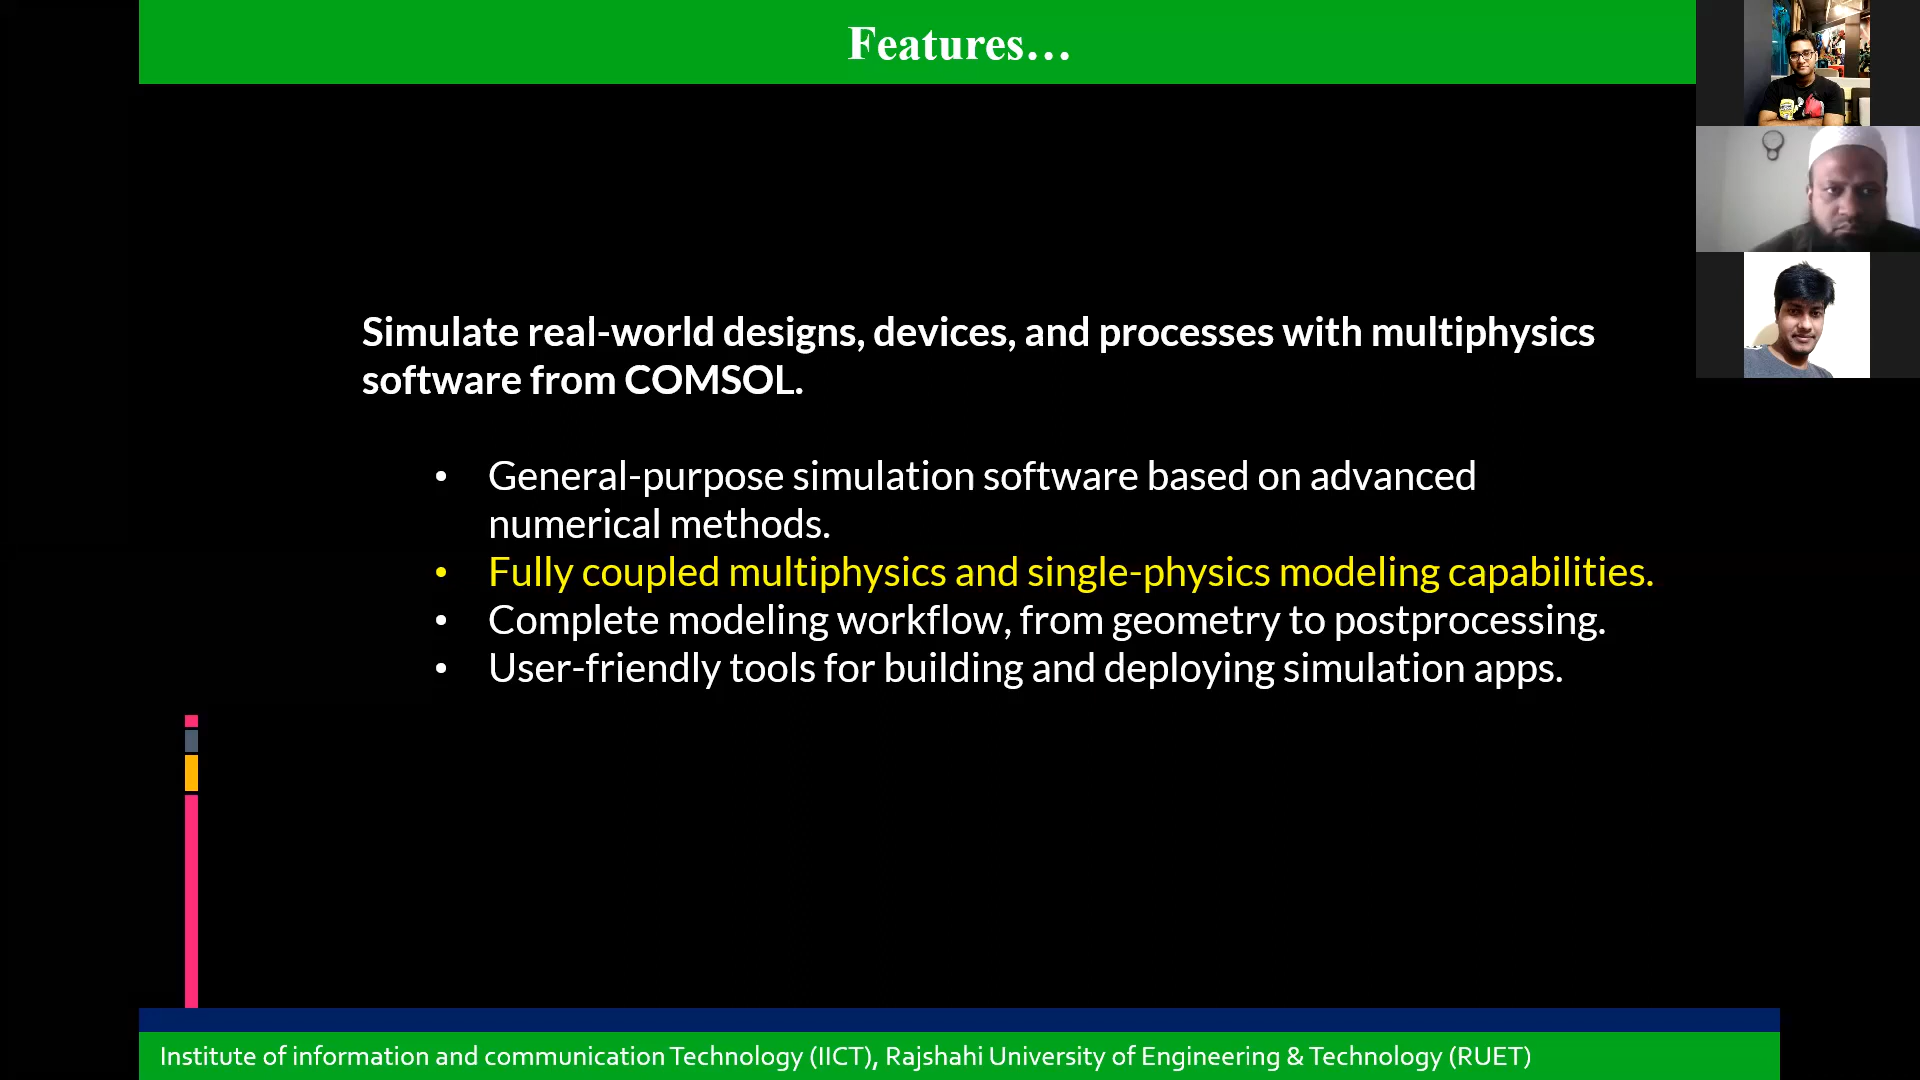 Features...
Simulate real-world designs, devices, and processes with multiphysics
software from COMSOL.
• General-purpose simulation software based on advanced
numerical methods.
• Fully coupled multiphysics and single-physics modeling capabilities.
• Complete modeling workflow, from geometry to postprocessing.
• User-friendly tools for building and deploying simulation apps.
Institute of information and communication Technology (IICT), Rajshahi University of Engineering & Technology (RUET)